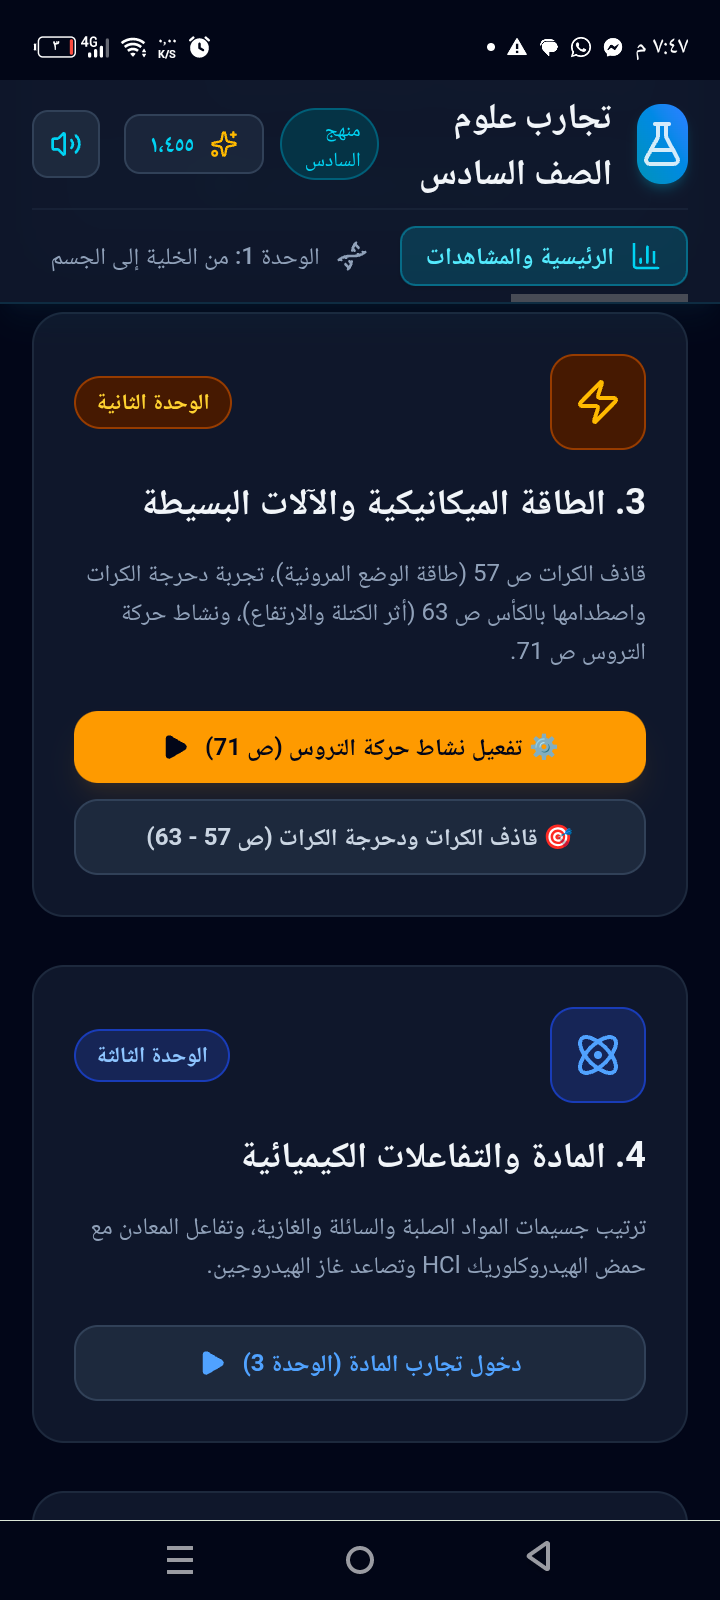 ٧:٤٧ م
4G
٣
K/S
تجارب علوم
الصف السادس
منهج
السادس
١،٤٥٥
الرئيسية والمشاهدات
الوحدة 1: من الخلية إلى الجسم
الوحدة الثانية
3. الطاقة الميكانيكية والآلات البسيطة
قاذف الكرات ص 57 (طاقة الوضع المرونية)، تجربة دحرجة الكرات
واصطدامها بالكأس ص 63 (أثر الكتلة والارتفاع)، ونشاط حركة
التروس ص 71.
⚙️ تفعيل نشاط حركة التروس (ص 71)
🎯 قاذف الكرات ودحرجة الكرات (ص 57 - 63)
الوحدة الثالثة
4. المادة والتفاعلات الكيميائية
ترتيب جسيمات المواد الصلبة والسائلة والغازية، وتفاعل المعادن مع
حمض الهيدروكلوريك HCl وتصاعد غاز الهيدروجين.
دخول تجارب المادة (الوحدة 3)